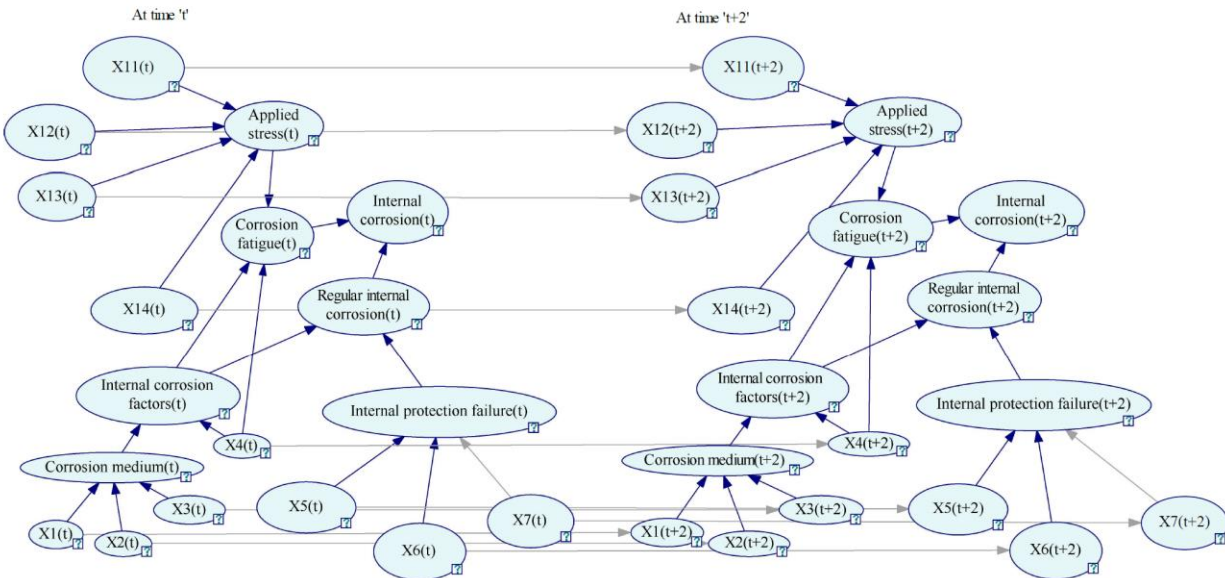 At time 't'
At time 't+2'
X11(t)
X11(t+2)
Applied
stress(t)
Applied
stress(t+2)
X12(t)
X12(t+2)
X13(t)
X13(t+2)
Internal
corrosion(t)
Internal
corrosion(t+2)
Corrosion
fatigue(t)
Corrosion
fatigue(t+2)
X14(t)
Regular internal
corrosion(t)
X14(t+2)
Regular internal
corrosion(t+2)
Internal corrosion
factors(t)
Internal protection failure(t)
Internal corrosion
factors(t+2)
Internal protection failure(t+2)
X4(t)
X4(t+2)
Corrosion medium(t)
Corrosion medium(t+2)
X3(t)
X5(t)
X7(t)
X3(t+2)
X5(t+2)
X7(t+2)
X1(t)
X2(t)
X6(t)
X1(t+2)
X2(t+2)
X6(t+2)